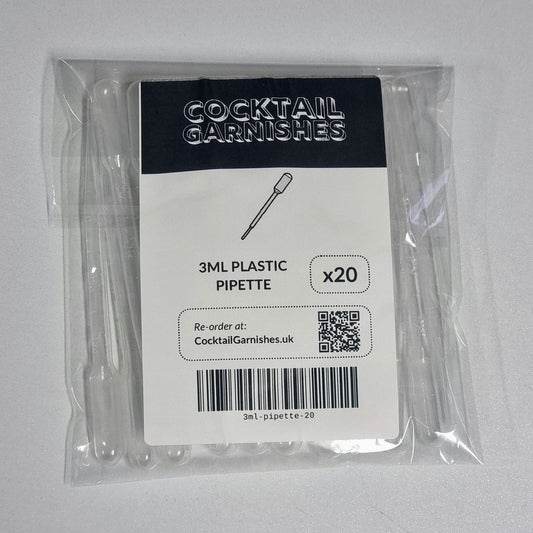 COCKTAIL
GARNISHES
3ML PLASTIC
PIPETTE
x20
Re-order at:
CocktailGarnishes.uk
3ml-pipette-20